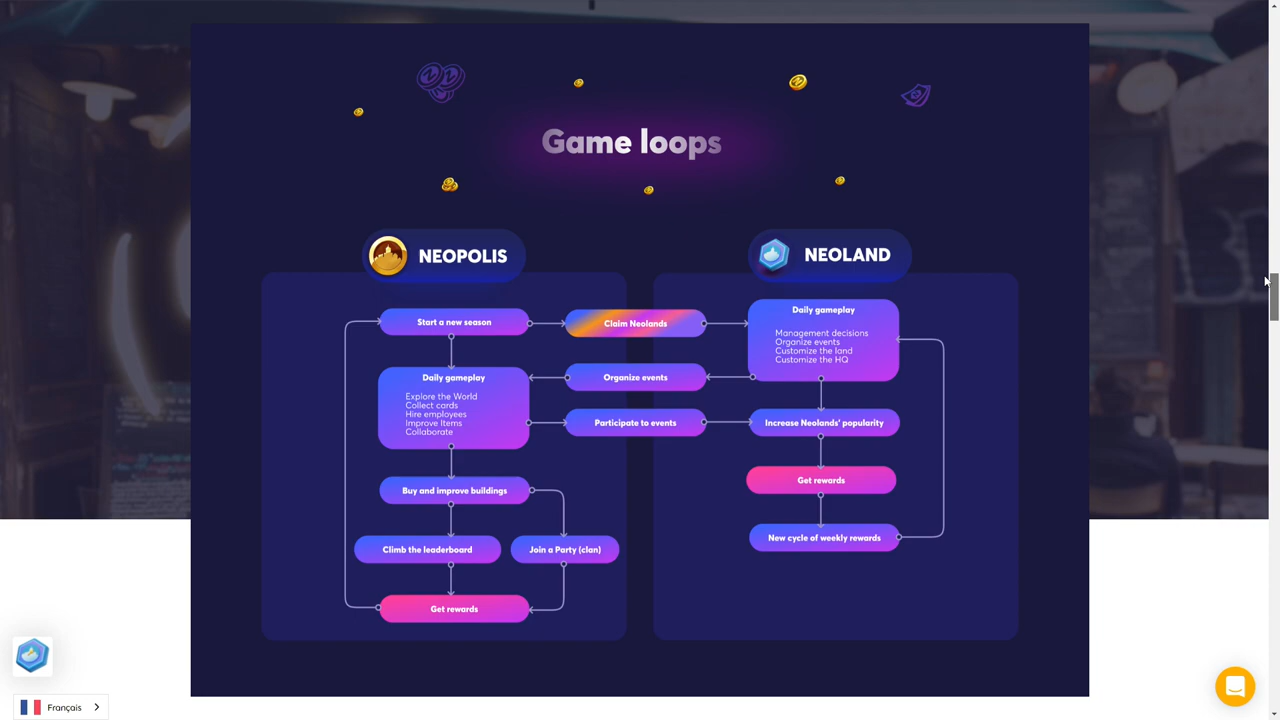 Game loops
NEOPOLIS
NEOLAND
Start a new season
Claim Neolands
Daily gameplay
Management decisions
Organize events
Customize the land
Customize the HQ
Daily gameplay
Explore the World
Collect cards
Hire employees
Improve Items
Collaborate
Organize events
Participate to events
Increase Neolands' popularity
Buy and improve buildings
Get rewards
Climb the leaderboard
Join a Party (clan)
New cycle of weekly rewards
Get rewards
Français